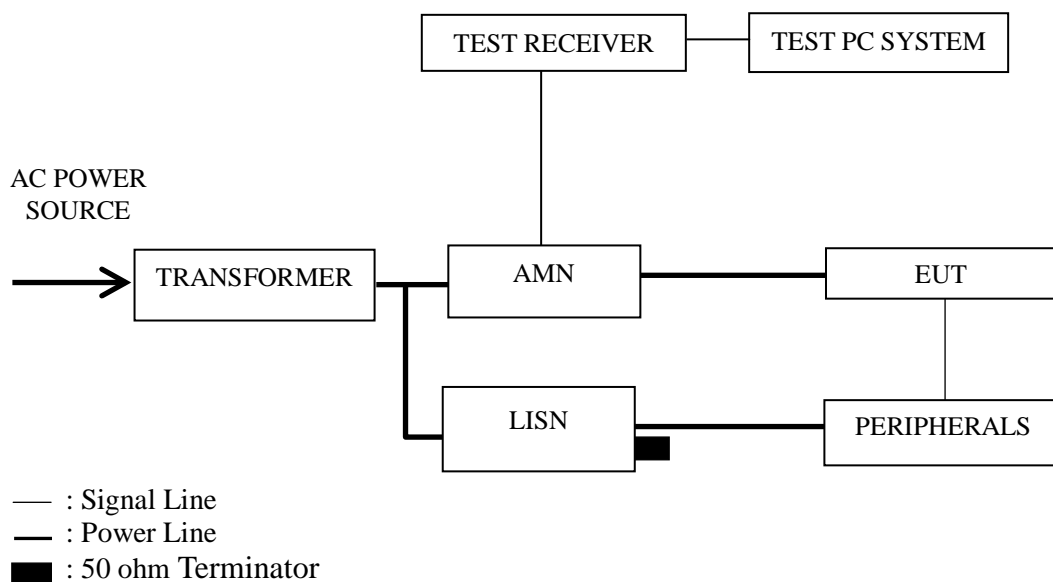 TEST RECEIVER
TEST PC SYSTEM
AC POWER
SOURCE
TRANSFORMER
AMN
EUT
LISN
PERIPHERALS
: Signal Line
: Power Line
: 50 ohm Terminator